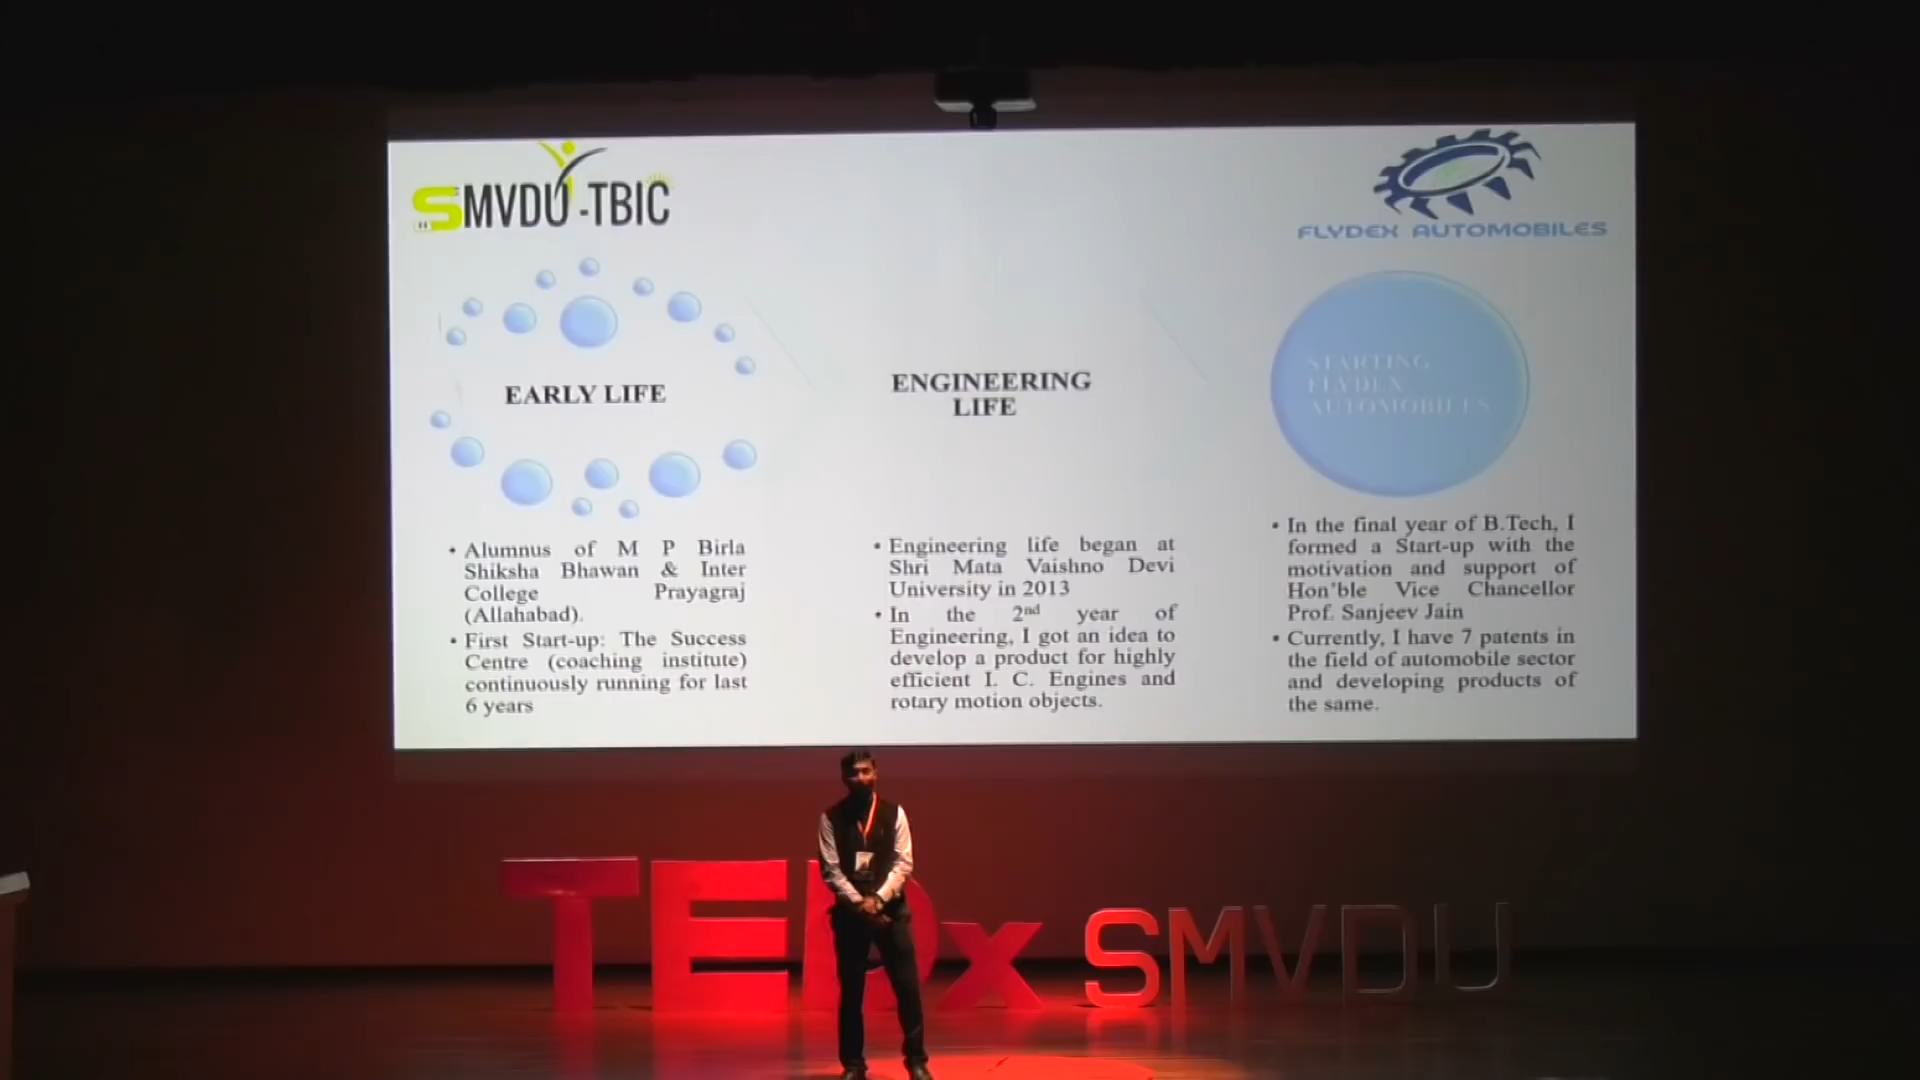 SMVDU-TBIC
FLYDEX AUTOMOBILES
EARLY LIFE
• Alumnus of M P Birla
Shiksha Bhawan & Inter
College Prayagraj
(Allahabad).
• First Start-up: The Success
Centre (coaching institute)
continuously running for last
6 years
ENGINEERING
LIFE
• Engineering life began at
Shri Mata Vaishno Devi
University in 2013
• In the 2nd year of
Engineering, I got an idea to
develop a product for highly
efficient I. C. Engines and
rotary motion objects.
STARTING
FLYDEX
AUTOMOBILES
• In the final year of B.Tech, I
formed a Start-up with the
motivation and support of
Hon'ble Vice Chancellor
Prof. Sanjeev Jain
• Currently, I have 7 patents in
the field of automobile sector
and developing products of
the same.
TEDx SMVDU